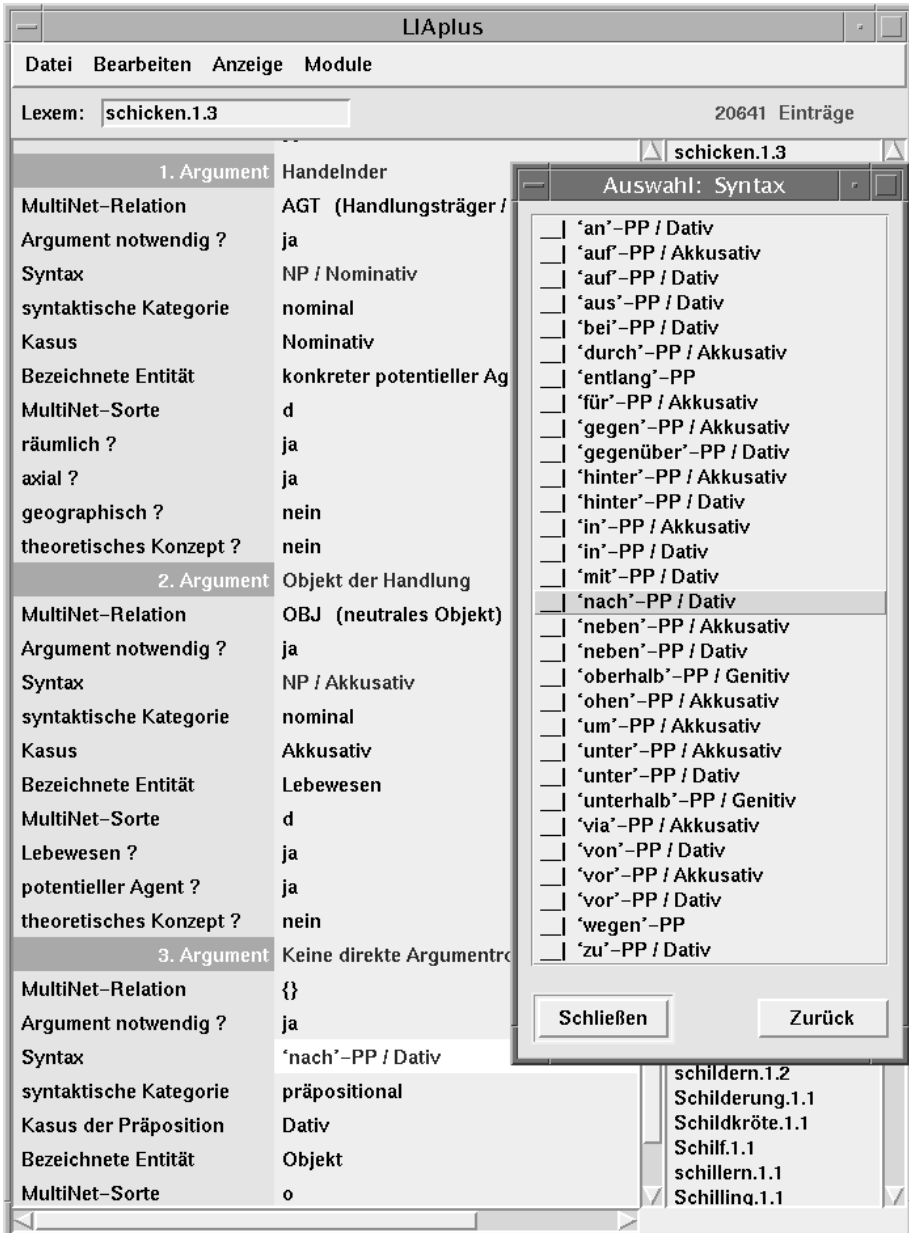 LIAplus
Datei Bearbeiten Anzeige Module
Lexem: schicken.1.3 20641 Einträge
1. Argument Handelnder
MultiNet–Relation AGT (Handlungsträger /
Argument notwendig ? ja
Syntax NP / Nominativ
syntaktische Kategorie nominal
Kasus Nominativ
Bezeichnete Entität konkreter potentieller Ag
MultiNet–Sorte d
räumlich ? ja
axial ? ja
geographisch ? nein
theoretisches Konzept ? nein
2. Argument Objekt der Handlung
MultiNet–Relation OBJ (neutrales Objekt)
Argument notwendig ? ja
Syntax NP / Akkusativ
syntaktische Kategorie nominal
Kasus Akkusativ
Bezeichnete Entität Lebewesen
MultiNet–Sorte d
Lebewesen ? ja
potentieller Agent ? ja
theoretisches Konzept ? nein
3. Argument Keine direkte Argumentro
MultiNet–Relation {}
Argument notwendig ? ja
Syntax ‘nach’–PP / Dativ
syntaktische Kategorie präpositional
Kasus der Präposition Dativ
Bezeichnete Entität Objekt
MultiNet–Sorte o
schicken.1.3
Auswahl: Syntax
‘an’–PP / Dativ
‘auf’–PP / Akkusativ
‘auf’–PP / Dativ
‘aus’–PP / Dativ
‘bei’–PP / Dativ
‘durch’–PP / Akkusativ
‘entlang’–PP
‘für’–PP / Akkusativ
‘gegen’–PP / Akkusativ
‘gegenüber’–PP / Dativ
‘hinter’–PP / Akkusativ
‘hinter’–PP / Dativ
‘in’–PP / Akkusativ
‘in’–PP / Dativ
‘mit’–PP / Dativ
‘nach’–PP / Dativ
‘neben’–PP / Akkusativ
‘neben’–PP / Dativ
‘oberhalb’–PP / Genitiv
‘ohen’–PP / Akkusativ
‘um’–PP / Akkusativ
‘unter’–PP / Akkusativ
‘unter’–PP / Dativ
‘unterhalb’–PP / Genitiv
‘via’–PP / Akkusativ
‘von’–PP / Dativ
‘vor’–PP / Akkusativ
‘vor’–PP / Dativ
‘wegen’–PP
‘zu’–PP / Dativ
Schließen Zurück
schildern.1.2
Schilderung.1.1
Schildkröte.1.1
Schilf.1.1
schillern.1.1
Schilling.1.1